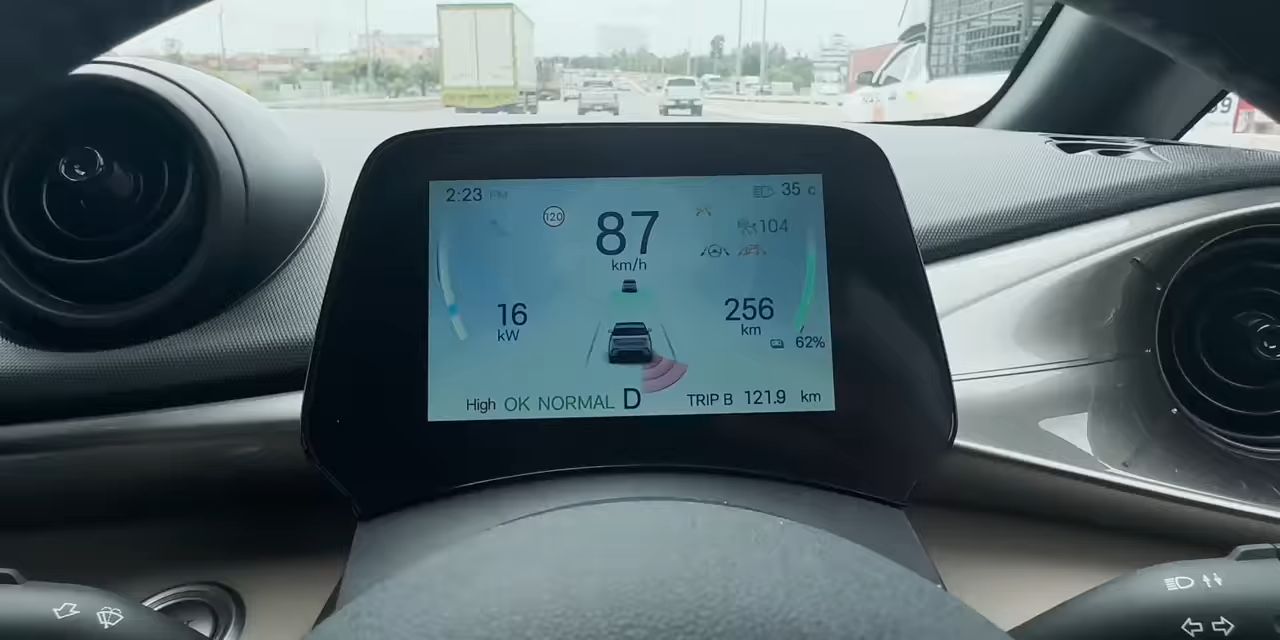 2:23 PM
35 c
120
87
km/h
104
16
kW
256
km
62%
High OK NORMAL D
TRIP B 121.9 km